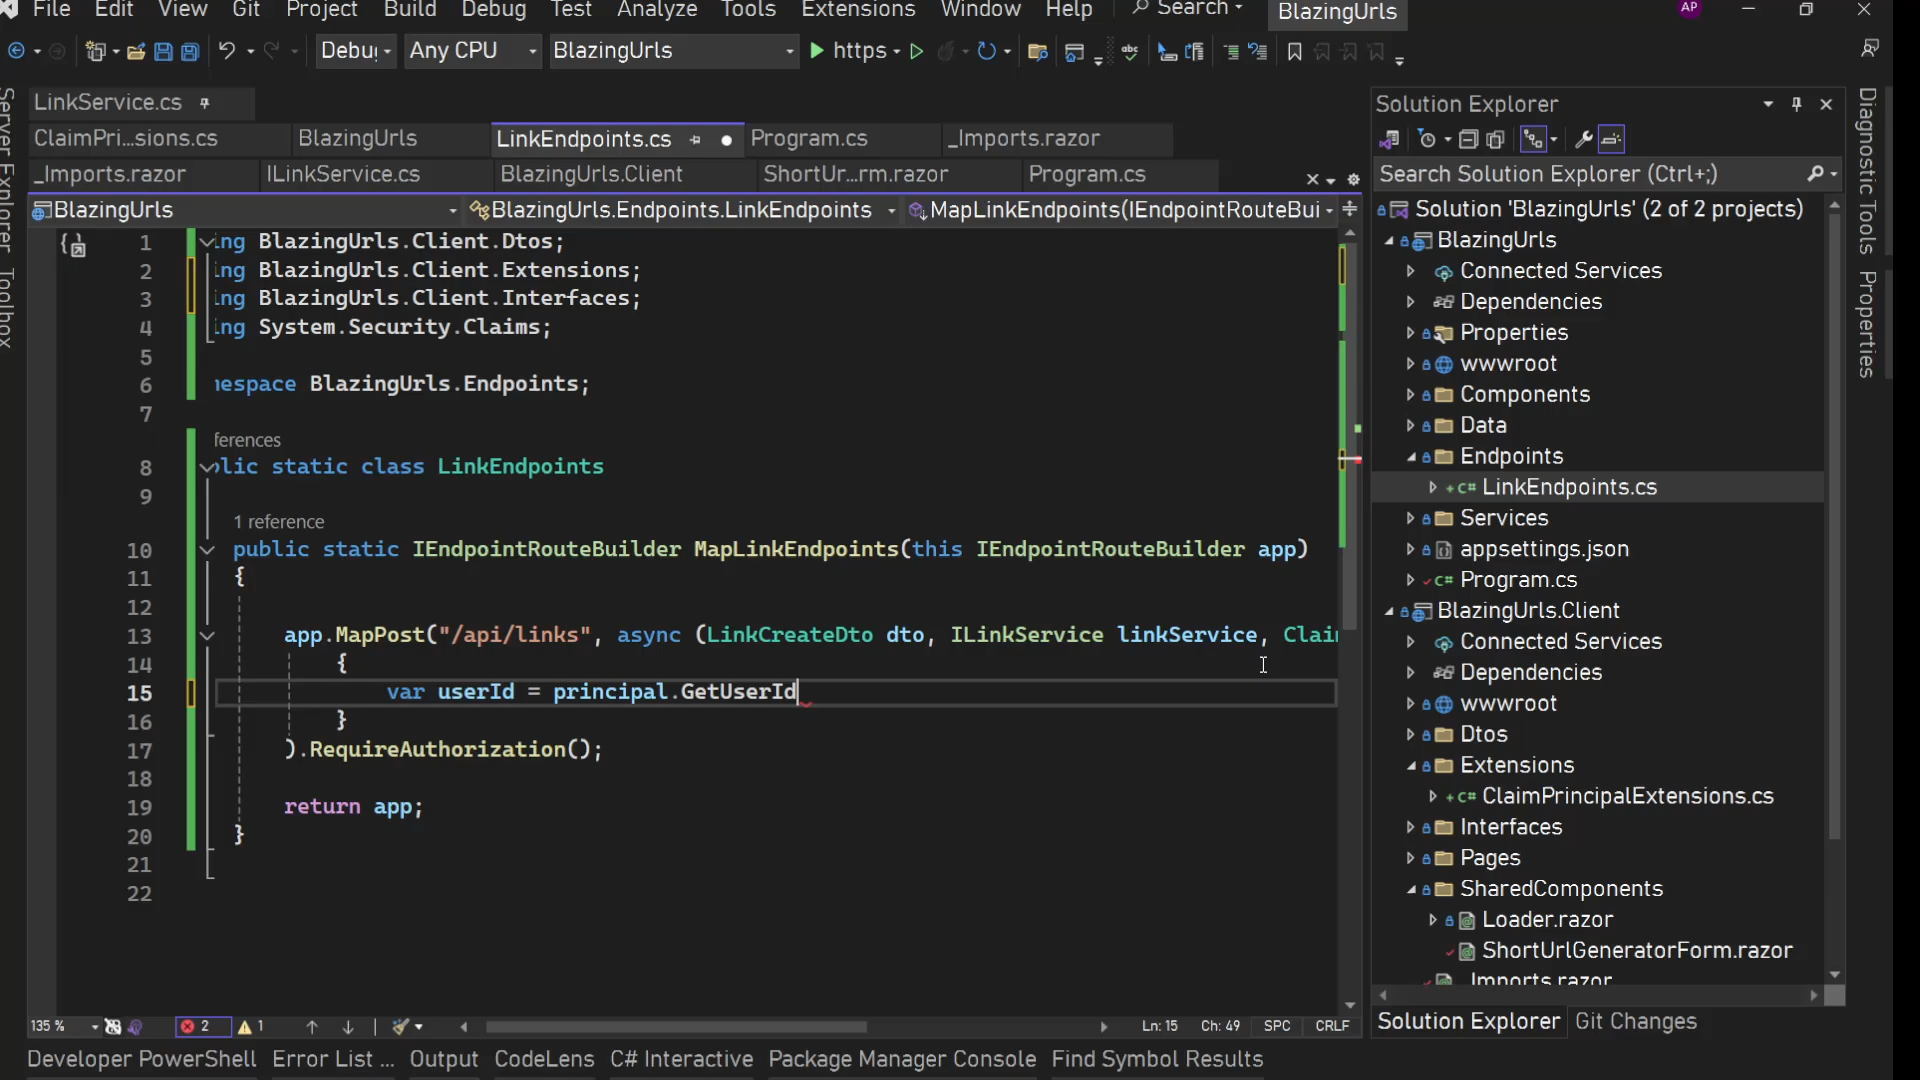 File Edit View Git Project Build Debug Test Analyze Tools Extensions Window Help Search BlazingUrls AP
Debug Any CPU BlazingUrls https
LinkService.cs
ClaimPri...sions.cs BlazingUrls LinkEndpoints.cs Program.cs _Imports.razor
_Imports.razor ILinkService.cs BlazingUrls.Client ShortUr...rm.razor Program.cs
BlazingUrls BlazingUrls.Endpoints.LinkEndpoints MapLinkEndpoints(IEndpointRouteBui
1 ing BlazingUrls.Client.Dtos;
2 ing BlazingUrls.Client.Extensions;
3 ing BlazingUrls.Client.Interfaces;
4 ing System.Security.Claims;
5
6 nespace BlazingUrls.Endpoints;
7
ferences
8 blic static class LinkEndpoints
9
1 reference
10 public static IEndpointRouteBuilder MapLinkEndpoints(this IEndpointRouteBuilder app)
11 {
12
13 app.MapPost("/api/links", async (LinkCreateDto dto, ILinkService linkService, Clai
14 {
15 var userId = principal.GetUserId
16 }
17 ).RequireAuthorization();
18
19 return app;
20 }
21
22
135 % 2 1 Ln: 15 Ch: 49 SPC CRLF
Developer PowerShell Error List ... Output CodeLens C# Interactive Package Manager Console Find Symbol Results
Server Explorer
Toolbox
Solution Explorer
Search Solution Explorer (Ctrl+;)
Solution 'BlazingUrls' (2 of 2 projects)
BlazingUrls
Connected Services
Dependencies
Properties
wwwroot
Components
Data
Endpoints
C# LinkEndpoints.cs
Services
appsettings.json
C# Program.cs
BlazingUrls.Client
Connected Services
Dependencies
wwwroot
Dtos
Extensions
C# ClaimPrincipalExtensions.cs
Interfaces
Pages
SharedComponents
Loader.razor
ShortUrlGeneratorForm.razor
_Imports.razor
Solution Explorer Git Changes
Diagnostic Tools
Properties